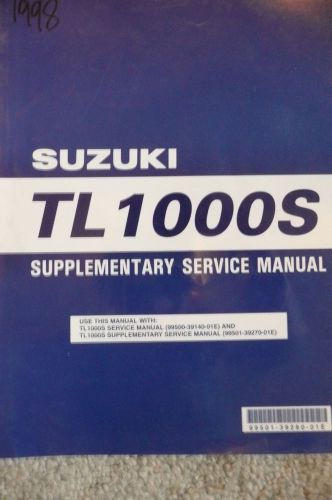 1998
SUZUKI
TL1000S
SUPPLEMENTARY SERVICE MANUAL
USE THIS MANUAL WITH:
TL1000S SERVICE MANUAL (99500-39140-01E) AND
TL1000S SUPPLEMENTARY SERVICE MANUAL (99501-39270-01E)
99501-39280-01E